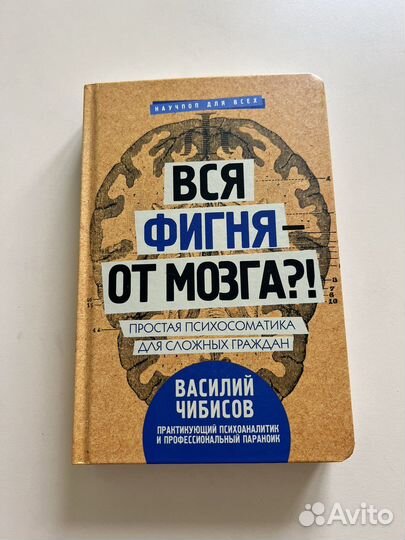 НАУЧПОП ДЛЯ ВСЕХ
ВСЯ
ФИГНЯ –
ОТ МОЗГА?!
ПРОСТАЯ ПСИХОСОМАТИКА
ДЛЯ СЛОЖНЫХ ГРАЖДАН
ВАСИЛИЙ
ЧИБИСОВ
ПРАКТИКУЮЩИЙ ПСИХОАНАЛИТИК
И ПРОФЕССИОНАЛЬНЫЙ ПАРАНОИК
Avito